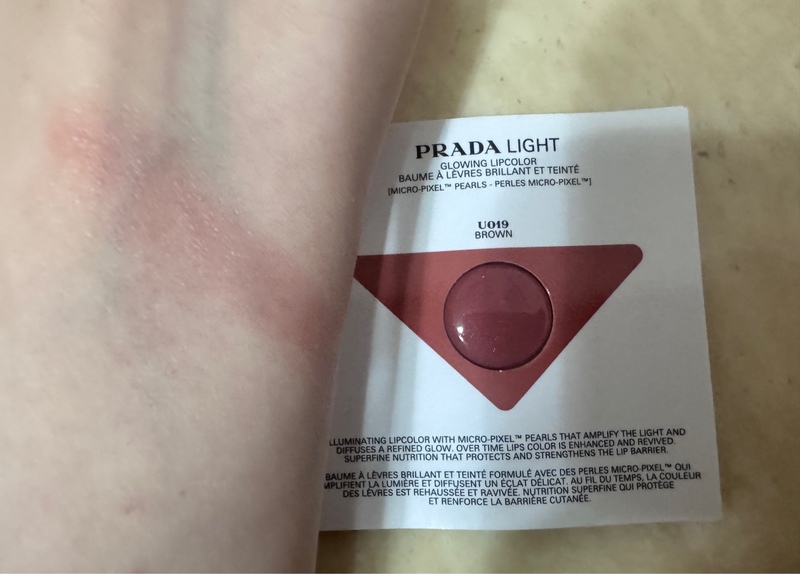 PRADA LIGHT
GLOWING LIPCOLOR
BAUME À LÈVRES BRILLANT ET TEINTÉ
[MICRO-PIXEL™ PEARLS - PERLES MICRO-PIXEL™]
U019
BROWN
LLUMINATING LIPCOLOR WITH MICRO-PIXEL™ PEARLS THAT AMPLIFY THE LIGHT AND
DIFFUSES A REFINED GLOW. OVER TIME LIPS COLOR IS ENHANCED AND REVIVED.
SUPERFINE NUTRITION THAT PROTECTS AND STRENGTHENS THE LIP BARRIER.
BAUME À LÈVRES BRILLANT ET TEINTÉ FORMULÉ AVEC DES PERLES MICRO-PIXEL™ QUI
MPLIFIENT LA LUMIÈRE ET DIFFUSENT UN ÉCLAT DÉLICAT. AU FIL DU TEMPS, LA COULEUR
DES LÈVRES EST REHAUSSÉE ET RAVIVÉE. NUTRITION SUPERFINE QUI PROTÈGE
ET RENFORCE LA BARRIÈRE CUTANÉE.